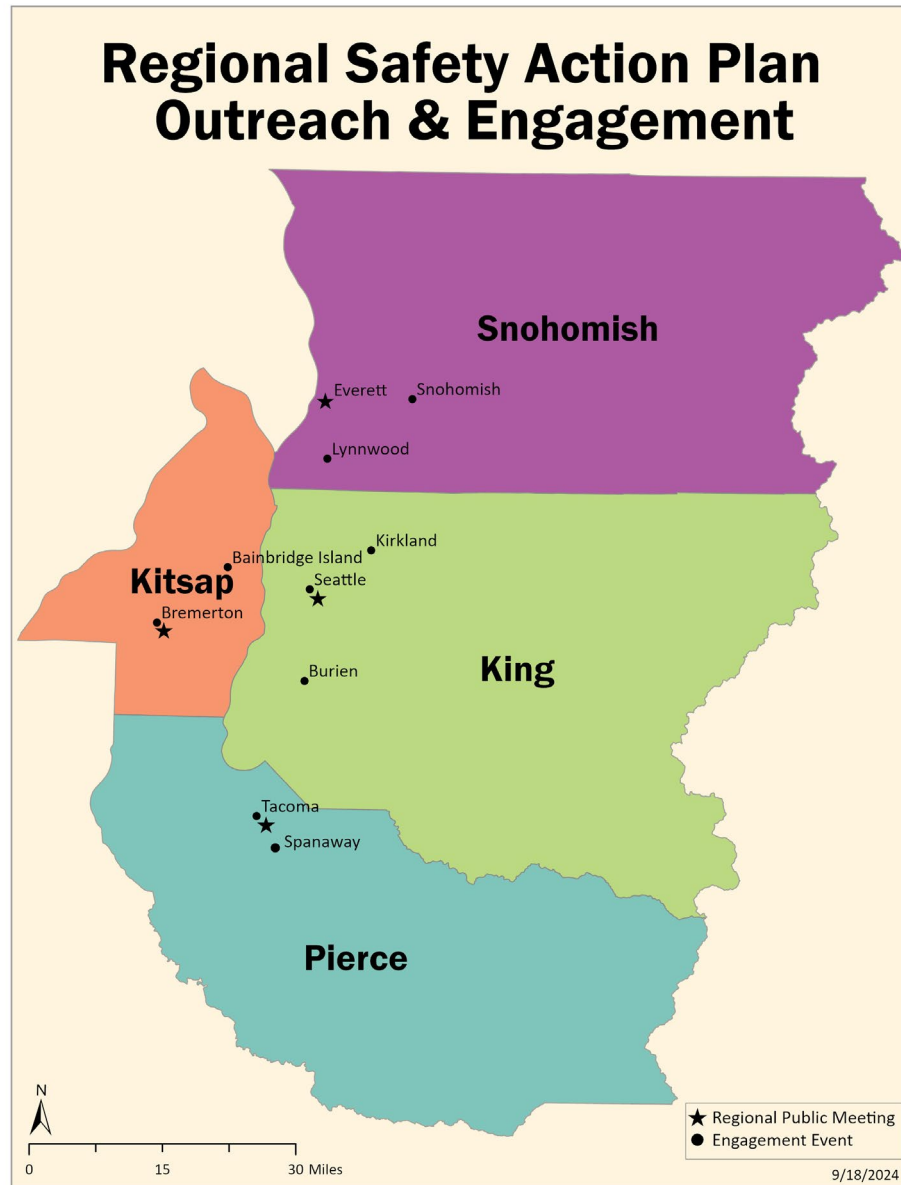 Regional Safety Action Plan
Outreach & Engagement
Snohomish
Everett
Snohomish
Lynnwood
Kirkland
Bainbridge Island
Seattle
Kitsap
Bremerton
King
Burien
Tacoma
Spanaway
Pierce
N
0 15 30 Miles
Regional Public Meeting
Engagement Event
9/18/2024